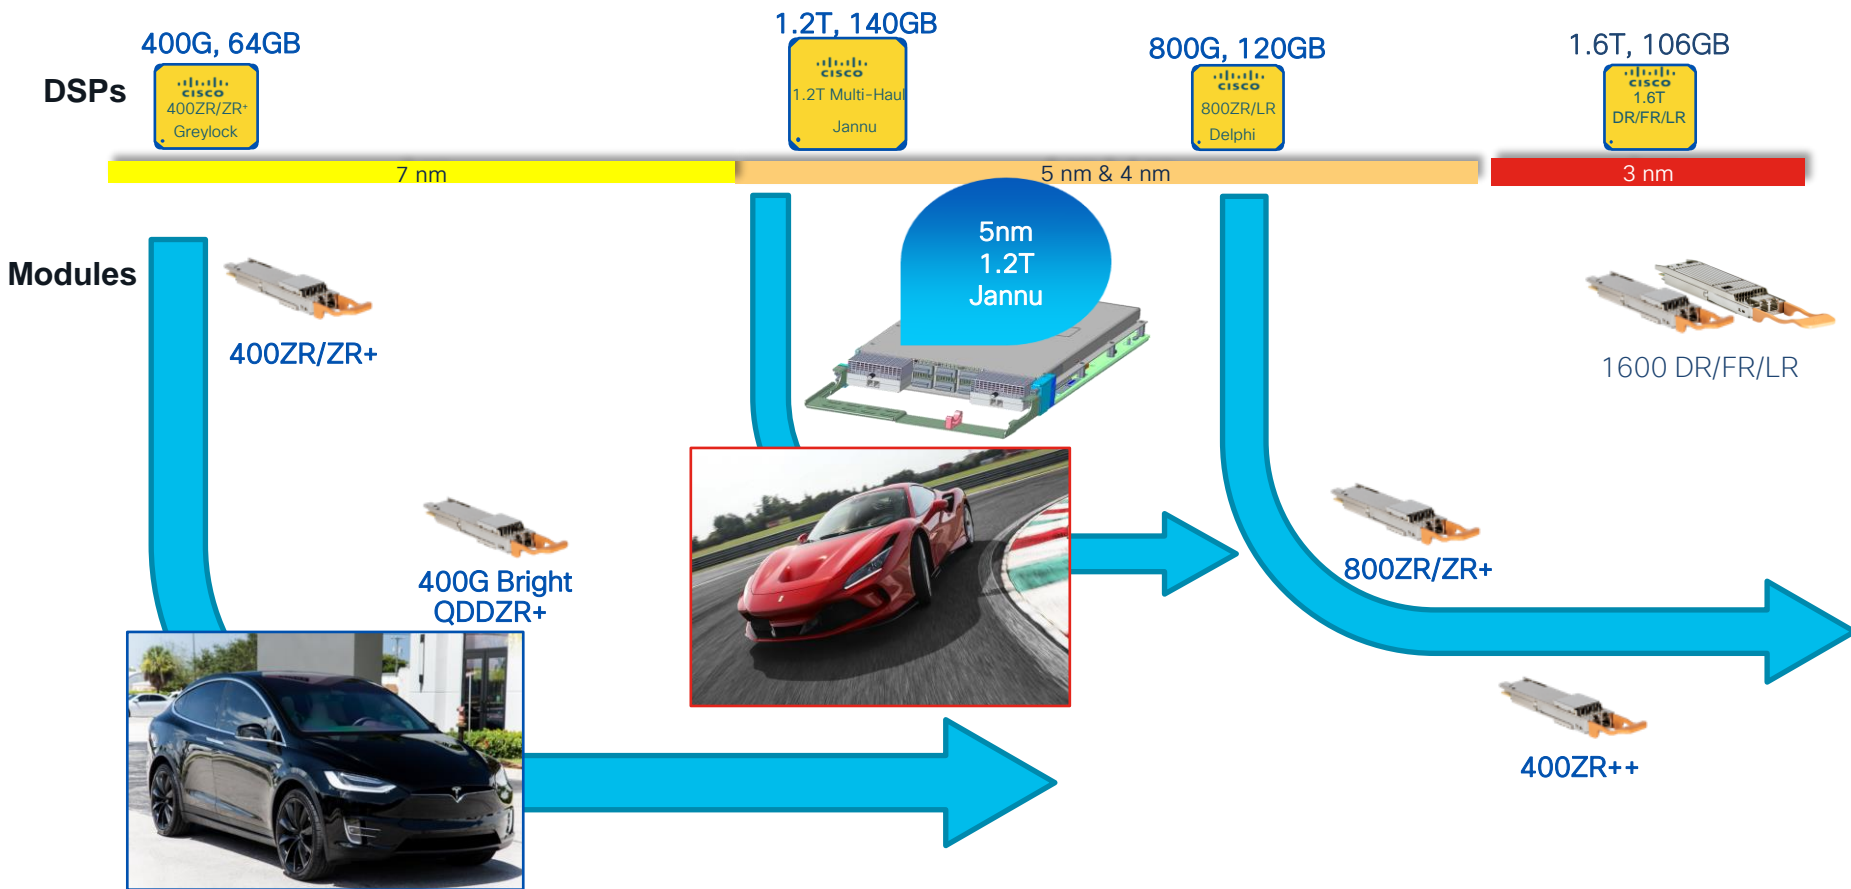 400G, 64GB
1.2T, 140GB
800G, 120GB
1.6T, 106GB
DSPs
CISCO
400ZR/ZR+
Greylock
CISCO
1.2T Multi-Haul
Jannu
CISCO
800ZR/LR
Delphi
CISCO
1.6T
DR/FR/LR
7 nm
5 nm & 4 nm
3 nm
Modules
400ZR/ZR+
5nm
1.2T
Jannu
1600 DR/FR/LR
400G Bright
QDDZR+
800ZR/ZR+
400ZR++